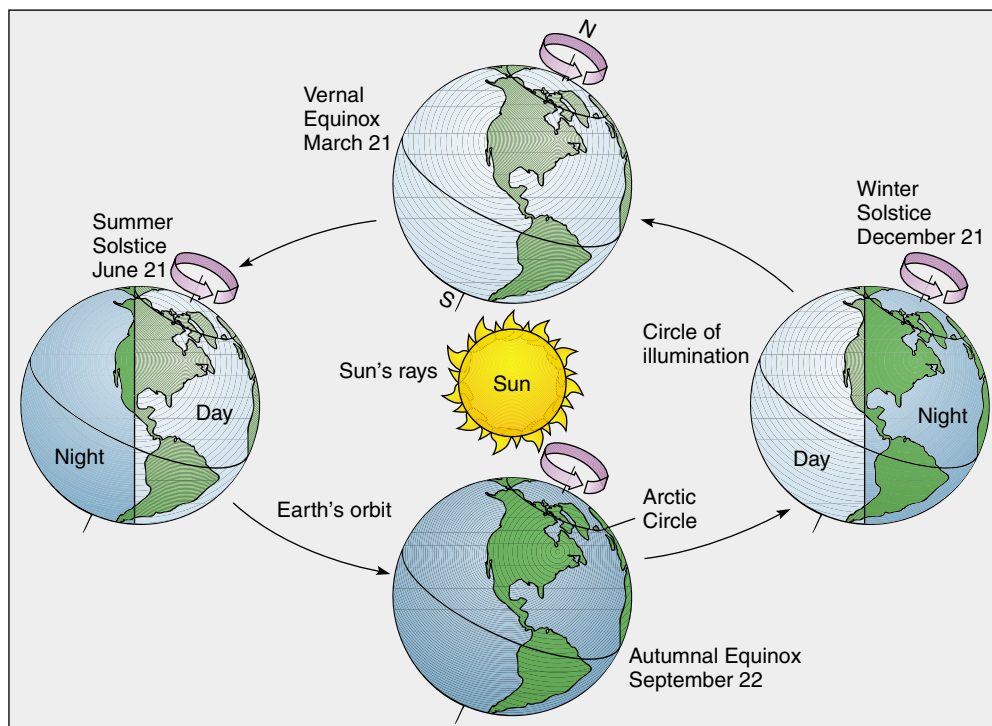 N
Vernal
Equinox
March 21
S
Summer
Solstice
June 21
Winter
Solstice
December 21
Circle of
illumination
Sun's rays
Sun
Day
Night
Night
Day
Earth's orbit
Arctic
Circle
Autumnal Equinox
September 22